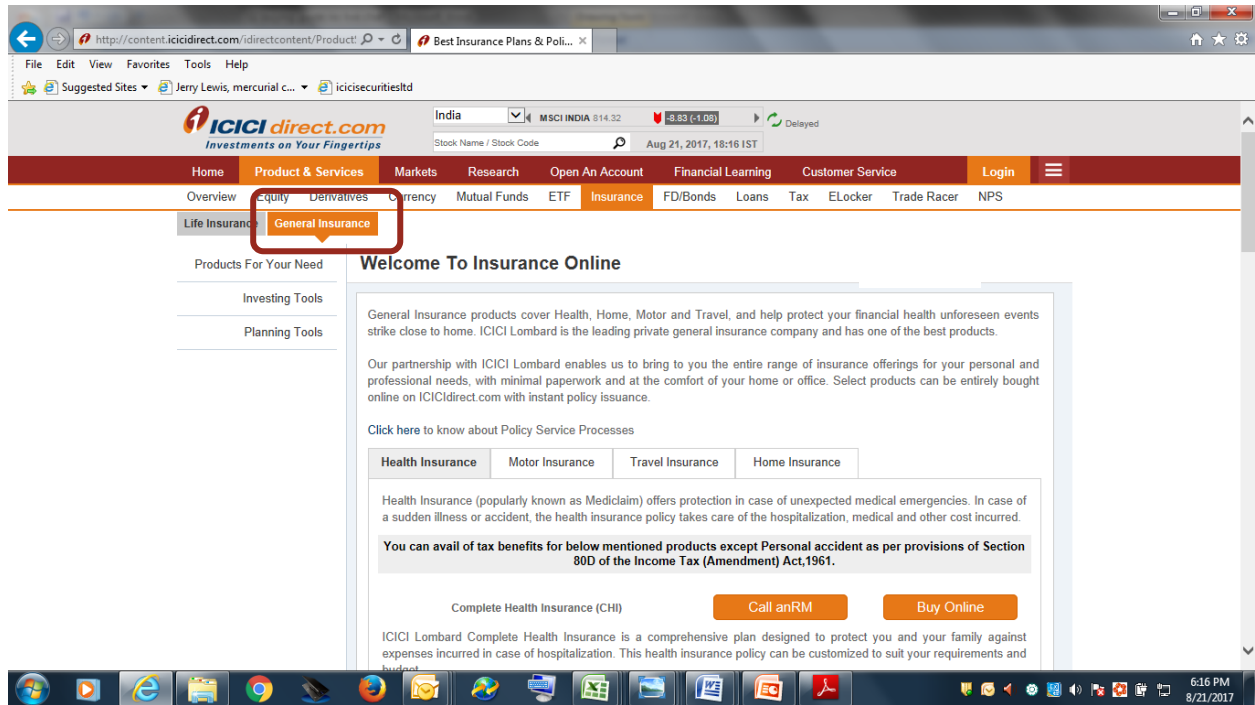 http://content.icicidirect.com/idirectcontent/Product!
Best Insurance Plans & Poli...
File Edit View Favorites Tools Help
Suggested Sites Jerry Lewis, mercurial c... icicisecuritiesltd
ICICI direct.com
Investments on Your Fingertips
India MSCI INDIA 814.32 -8.83 (-1.08) Delayed
Stock Name / Stock Code Aug 21, 2017, 18:16 IST
Home Product & Services Markets Research Open An Account Financial Learning Customer Service Login
Overview Equity Derivatives Currency Mutual Funds ETF Insurance FD/Bonds Loans Tax ELocker Trade Racer NPS
Life Insurance General Insurance
Products For Your Need
Investing Tools
Planning Tools
Welcome To Insurance Online
General Insurance products cover Health, Home, Motor and Travel, and help protect your financial health unforeseen events
strike close to home. ICICI Lombard is the leading private general insurance company and has one of the best products.
Our partnership with ICICI Lombard enables us to bring to you the entire range of insurance offerings for your personal and
professional needs, with minimal paperwork and at the comfort of your home or office. Select products can be entirely bought
online on ICICIdirect.com with instant policy issuance.
Click here to know about Policy Service Processes
Health Insurance Motor Insurance Travel Insurance Home Insurance
Health Insurance (popularly known as Mediclaim) offers protection in case of unexpected medical emergencies. In case of
a sudden illness or accident, the health insurance policy takes care of the hospitalization, medical and other cost incurred.
You can avail of tax benefits for below mentioned products except Personal accident as per provisions of Section
80D of the Income Tax (Amendment) Act,1961.
Complete Health Insurance (CHI) Call anRM Buy Online
ICICI Lombard Complete Health Insurance is a comprehensive plan designed to protect you and your family against
expenses incurred in case of hospitalization. This health insurance policy can be customized to suit your requirements and
budget
6:16 PM
8/21/2017